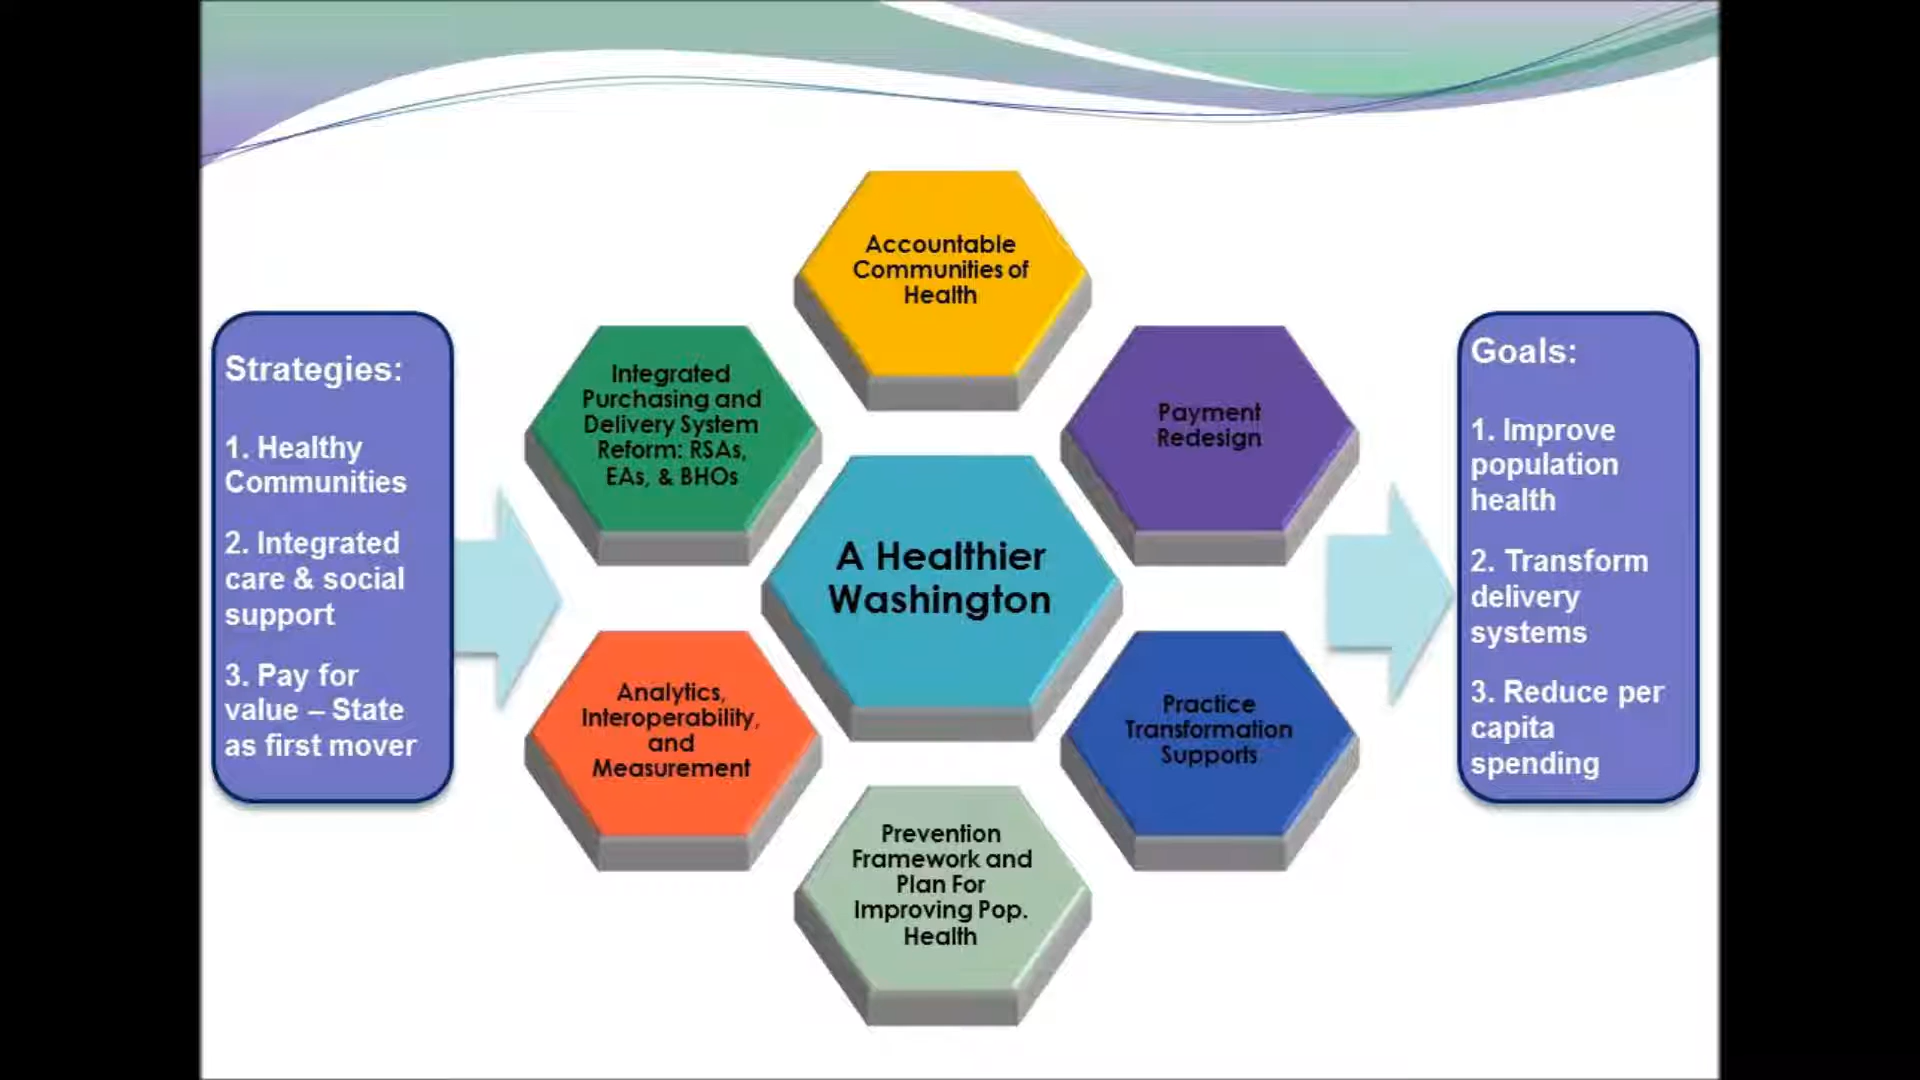 Strategies:
1. Healthy
Communities
2. Integrated
care & social
support
3. Pay for
value – State
as first mover
Accountable
Communities of
Health
Integrated
Purchasing and
Delivery System
Reform: RSAs,
EAs, & BHOs
Payment
Redesign
A Healthier
Washington
Analytics,
Interoperability,
and
Measurement
Practice
Transformation
Supports
Prevention
Framework and
Plan For
Improving Pop.
Health
Goals:
1. Improve
population
health
2. Transform
delivery
systems
3. Reduce per
capita
spending